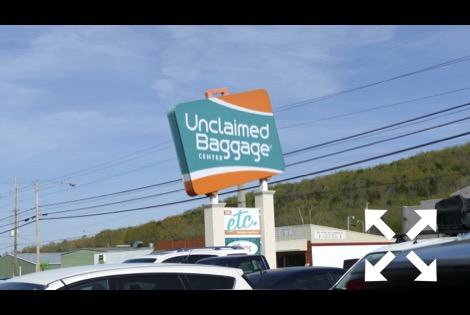 Unclaimed
Baggage®
CENTER
etc